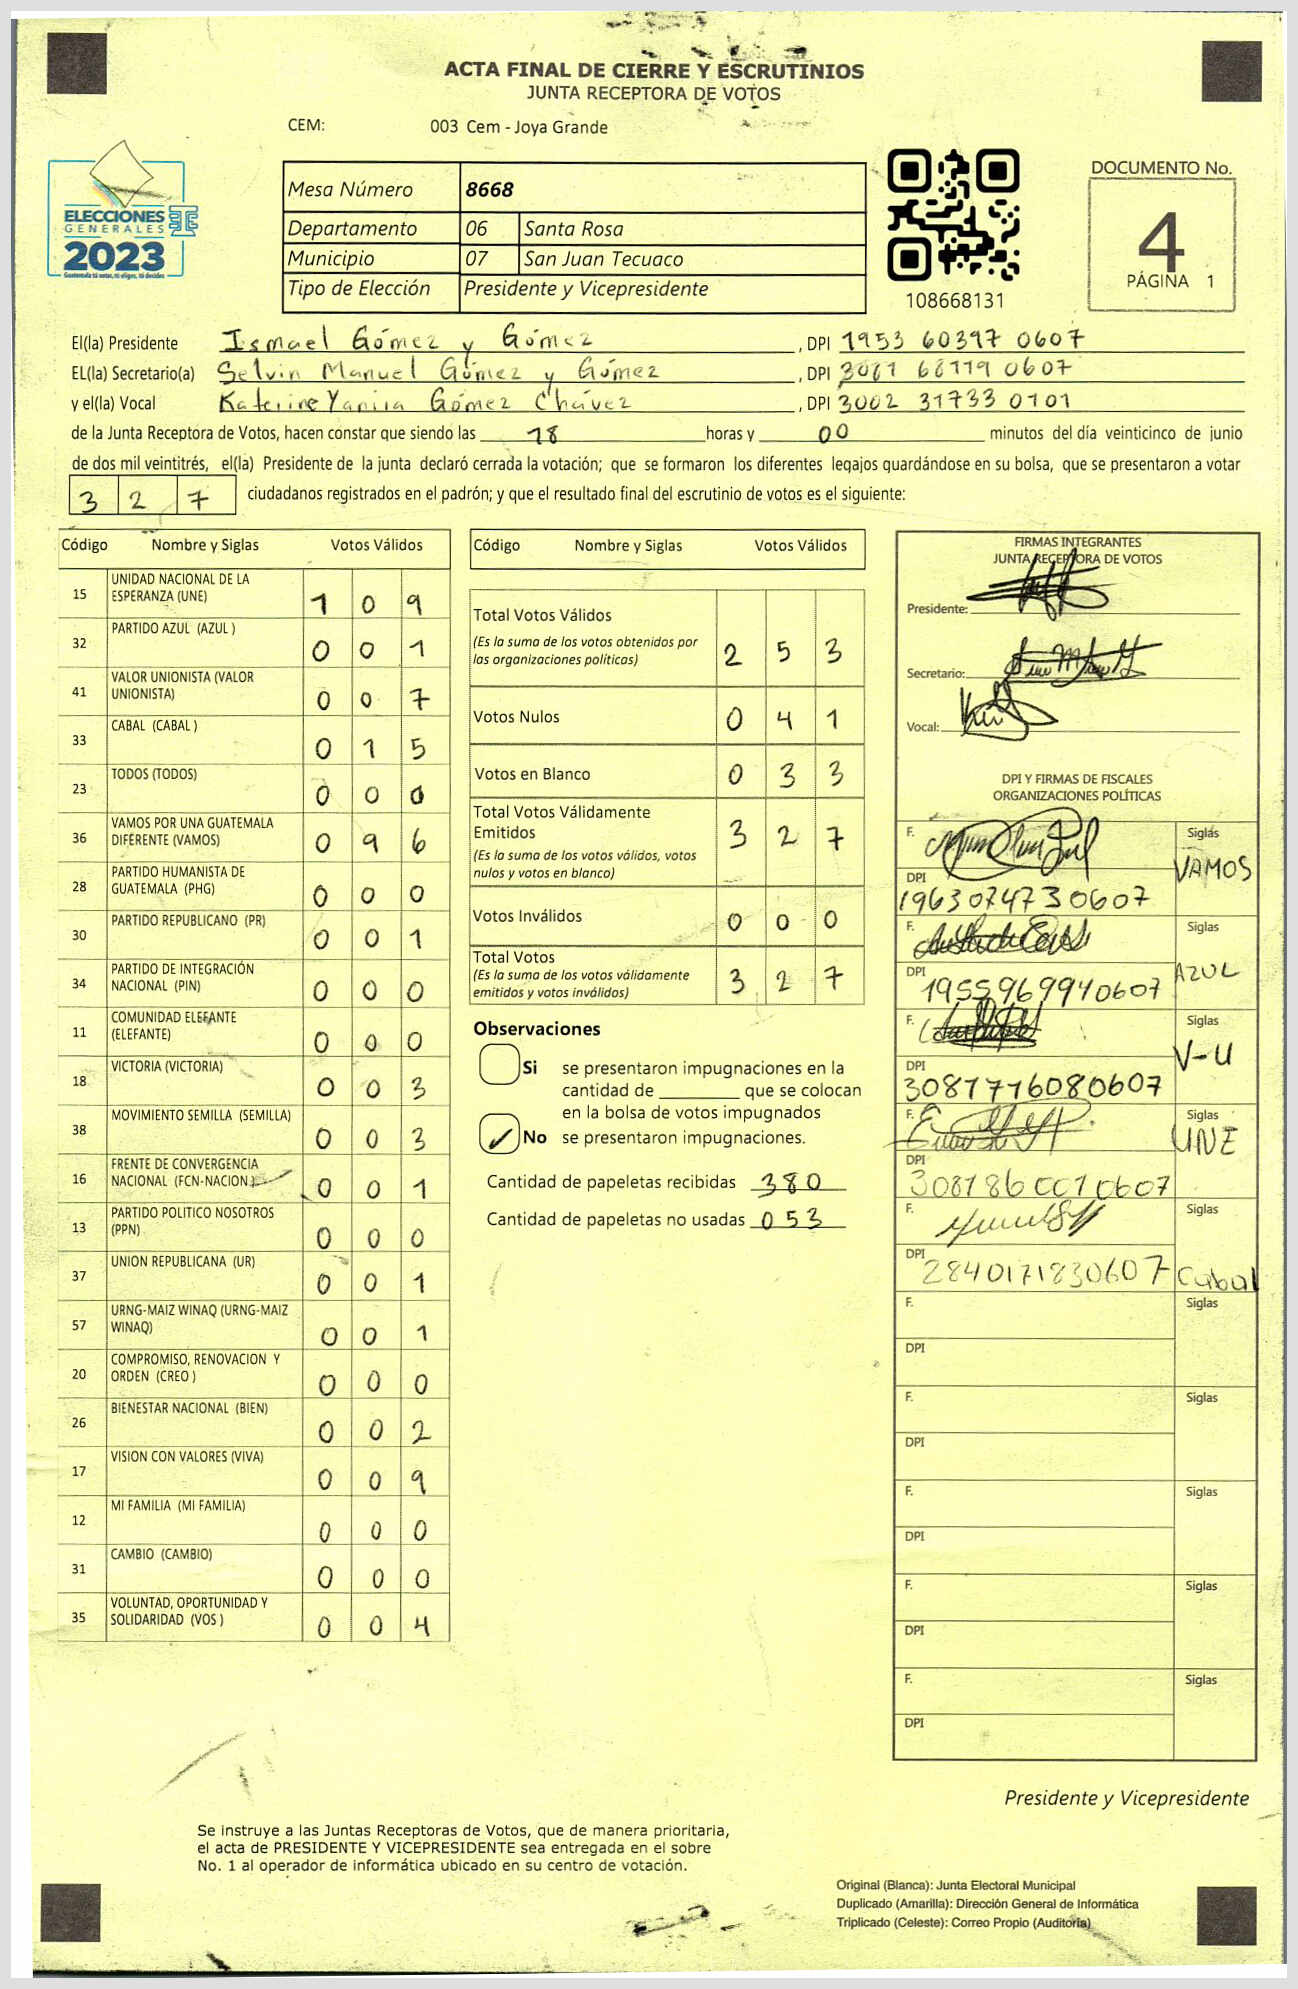 ACTA FINAL DE CIERRE Y ESCRUTINIOS
JUNTA RECEPTORA DE VOTOS
CEM: 003 Cem - Joya Grande
ELECCIONES
GENERALES
2023
Guatemala tú votas, tú eliges, tú decides
Mesa Número 8668
Departamento 06 Santa Rosa
Municipio 07 San Juan Tecuaco
Tipo de Elección Presidente y Vicepresidente
108668131
DOCUMENTO No.
4
PÁGINA 1
El(la) Presidente Ismael Gómez y Gómez, DPI 1953 60397 0607
EL(la) Secretario(a) Selvin Manuel Gómez y Gómez, DPI 3081 68779 0607
y el(la) Vocal Katerine Yanira Gómez Chávez, DPI 3002 31733 0101
de la Junta Receptora de Votos, hacen constar que siendo las 18 horas y 00 minutos del día veinticinco de junio
de dos mil veintitrés, el(la) Presidente de la junta declaró cerrada la votación; que se formaron los diferentes legajos guardándose en su bolsa, que se presentaron a votar
3 2 7 ciudadanos registrados en el padrón; y que el resultado final del escrutinio de votos es el siguiente:
Código Nombre y Siglas Votos Válidos
15 UNIDAD NACIONAL DE LA
ESPERANZA (UNE) 1 0 9
32 PARTIDO AZUL (AZUL ) 0 0 1
41 VALOR UNIONISTA (VALOR
UNIONISTA) 0 0 7
33 CABAL (CABAL ) 0 1 5
23 TODOS (TODOS) 0 0 0
36 VAMOS POR UNA GUATEMALA
DIFERENTE (VAMOS) 0 9 6
28 PARTIDO HUMANISTA DE
GUATEMALA (PHG) 0 0 0
30 PARTIDO REPUBLICANO (PR) 0 0 1
34 PARTIDO DE INTEGRACIÓN
NACIONAL (PIN) 0 0 0
11 COMUNIDAD ELEFANTE
(ELEFANTE) 0 0 0
18 VICTORIA (VICTORIA) 0 0 3
38 MOVIMIENTO SEMILLA (SEMILLA) 0 0 3
16 FRENTE DE CONVERGENCIA
NACIONAL (FCN-NACION) 0 0 1
13 PARTIDO POLITICO NOSOTROS
(PPN) 0 0 0
37 UNION REPUBLICANA (UR) 0 0 1
57 URNG-MAIZ WINAQ (URNG-MAIZ
WINAQ) 0 0 1
20 COMPROMISO, RENOVACION Y
ORDEN (CREO ) 0 0 0
26 BIENESTAR NACIONAL (BIEN) 0 0 2
17 VISION CON VALORES (VIVA) 0 0 9
12 MI FAMILIA (MI FAMILIA) 0 0 0
31 CAMBIO (CAMBIO) 0 0 0
35 VOLUNTAD, OPORTUNIDAD Y
SOLIDARIDAD (VOS ) 0 0 4
Código Nombre y Siglas Votos Válidos
Total Votos Válidos
(Es la suma de los votos obtenidos por
las organizaciones políticas) 2 5 3
Votos Nulos 0 4 1
Votos en Blanco 0 3 3
Total Votos Válidamente
Emitidos 3 2 7
(Es la suma de los votos válidos, votos
nulos y votos en blanco)
Votos Inválidos 0 0 0
Total Votos
(Es la suma de los votos válidamente
emitidos y votos inválidos) 3 2 7
Observaciones
Si se presentaron impugnaciones en la
cantidad de ________ que se colocan
en la bolsa de votos impugnados
No se presentaron impugnaciones.
Cantidad de papeletas recibidas 380
Cantidad de papeletas no usadas 053
FIRMAS INTEGRANTES
JUNTA RECEPTORA DE VOTOS
Presidente:
Secretario:
Vocal:
DPI Y FIRMAS DE FISCALES
ORGANIZACIONES POLÍTICAS
F. Siglas
VAMOS
DPI
1963074730607
F. Siglas
AZUL
DPI
1955969940607
F. Siglas
V-U
DPI
3081716080607
F. Siglas
UNE
DPI
3081860010607
F. Siglas
DPI
2840171830607 Cabal
F. Siglas
DPI
F. Siglas
DPI
F. Siglas
DPI
F. Siglas
DPI
F. Siglas
DPI
Presidente y Vicepresidente
Se instruye a las Juntas Receptoras de Votos, que de manera prioritaria,
el acta de PRESIDENTE Y VICEPRESIDENTE sea entregada en el sobre
No. 1 al operador de informática ubicado en su centro de votación.
Original (Blanca): Junta Electoral Municipal
Duplicado (Amarilla): Dirección General de Informática
Triplicado (Celeste): Correo Propio (Auditoría)